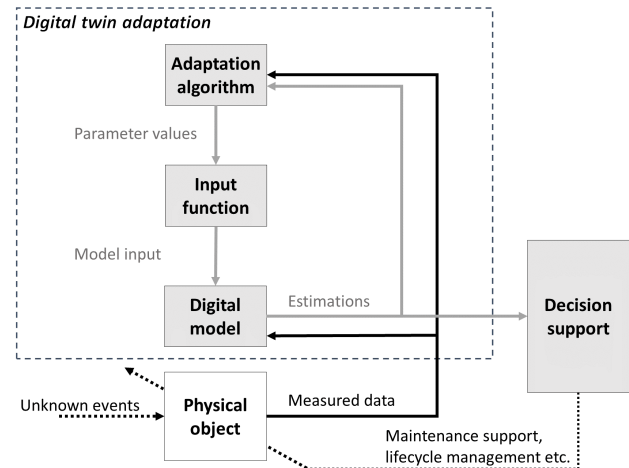 Digital twin adaptation
Adaptation
algorithm
Parameter values
Input
function
Model input
Digital
model
Estimations
Decision
support
Unknown events
Physical
object
Measured data
Maintenance support,
lifecycle management etc.